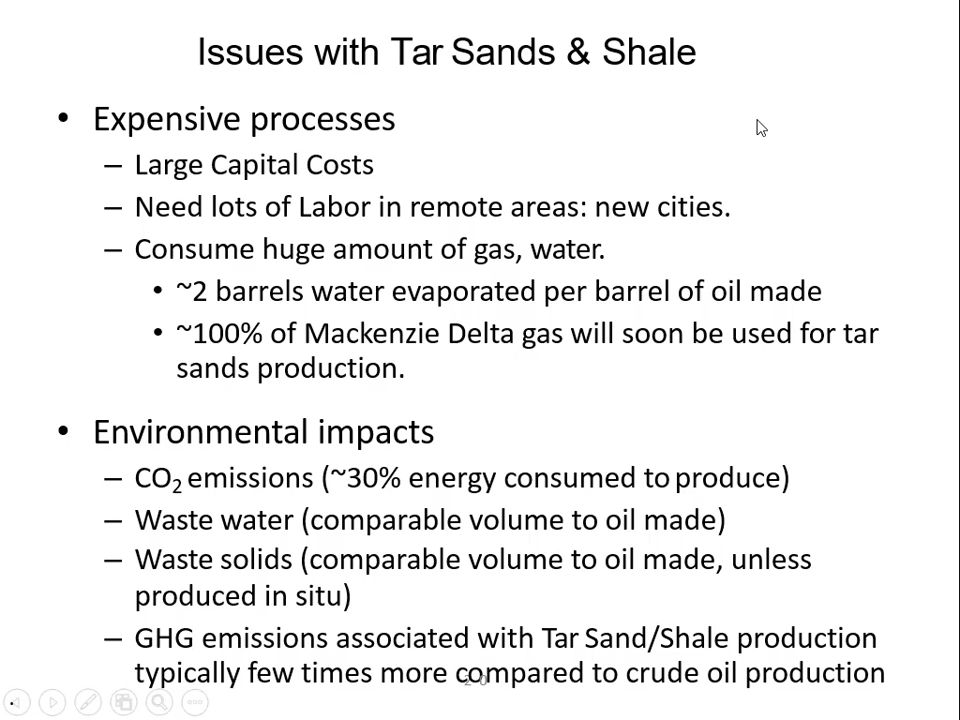 Issues with Tar Sands & Shale
• Expensive processes
– Large Capital Costs
– Need lots of Labor in remote areas: new cities.
– Consume huge amount of gas, water.
• ~2 barrels water evaporated per barrel of oil made
• ~100% of Mackenzie Delta gas will soon be used for tar
sands production.
• Environmental impacts
– CO₂ emissions (~30% energy consumed to produce)
– Waste water (comparable volume to oil made)
– Waste solids (comparable volume to oil made, unless
produced in situ)
– GHG emissions associated with Tar Sand/Shale production
typically few times more compared to crude oil production
20